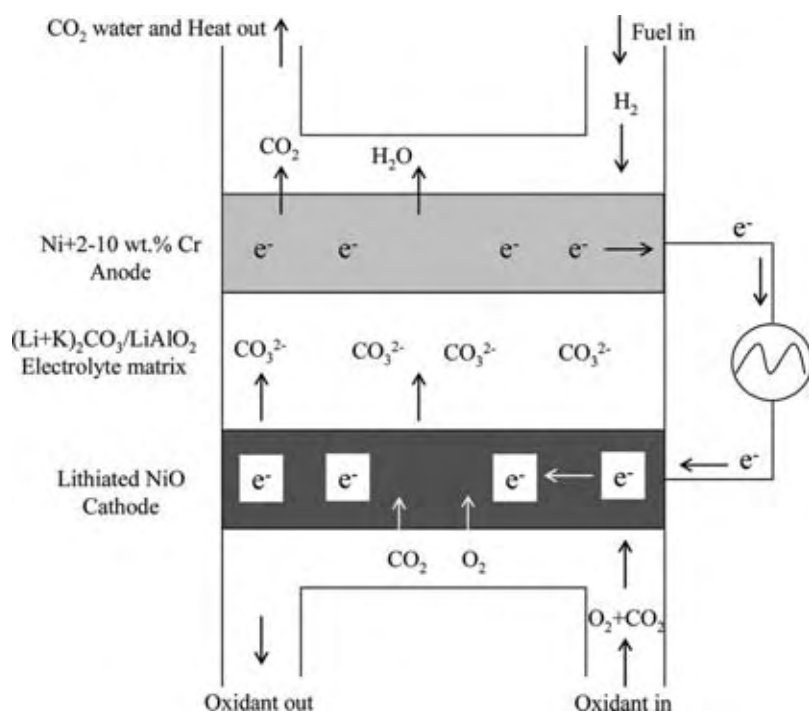 CO₂ water and Heat out
Fuel in
H₂
CO₂
H₂O
Ni+2-10 wt.% Cr
Anode
e⁻ e⁻ e⁻ e⁻
e⁻
(Li+K)₂CO₃/LiAlO₂
Electrolyte matrix
CO₃²⁻ CO₃²⁻ CO₃²⁻ CO₃²⁻
Lithiated NiO
Cathode
e⁻ e⁻ e⁻ e⁻
e⁻
CO₂ O₂
O₂+CO₂
Oxidant out
Oxidant in